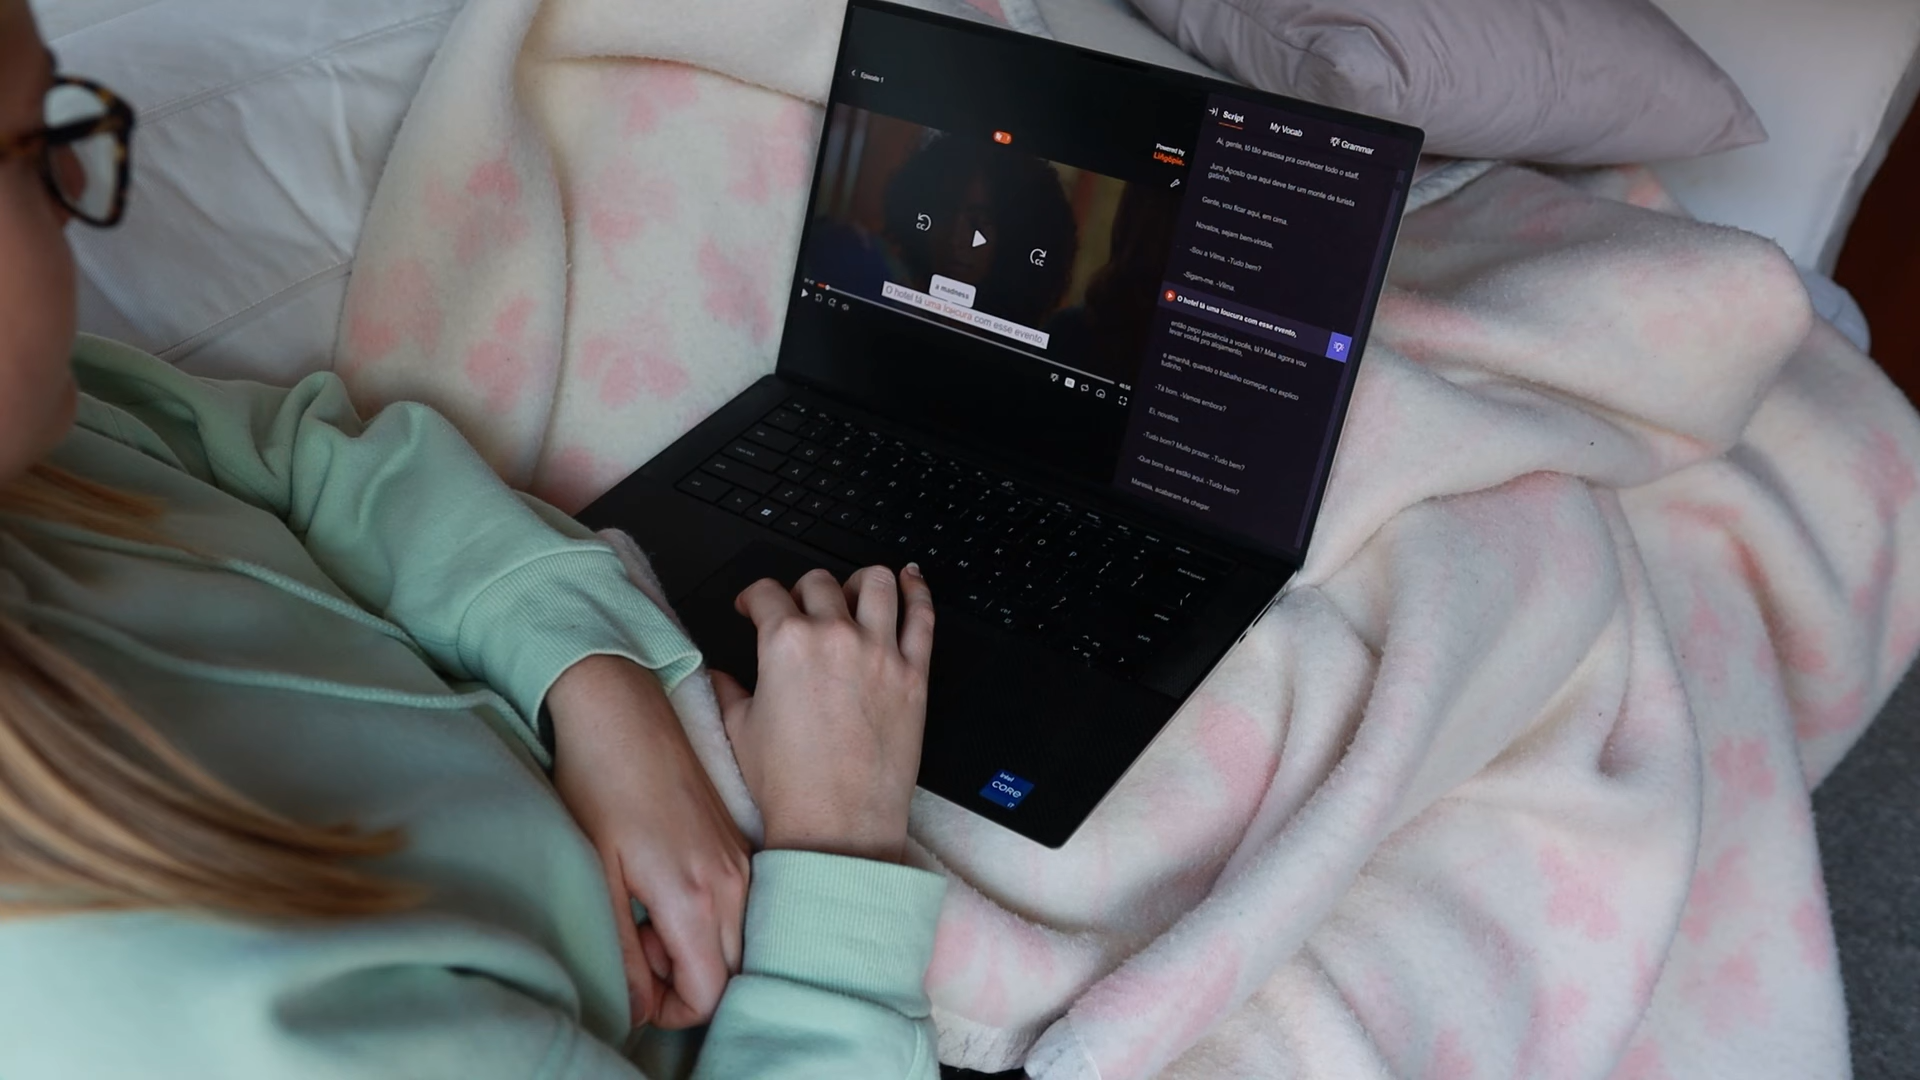 Episode 1
Powered by
Lingopie.
a madness
O hotel tá uma loucura com esse evento,
Script
My Vocab
Grammar
Ai, gente, tô tão ansiosa pra conhecer todo o staff,
Juro. Aposto que aqui deve ter um monte de turista
gatinho.
Gente, vou ficar aqui, em cima.
Novatos, sejam bem-vindos.
-Sou a Vilma. -Tudo bem?
-Sigam-me. -Vilma.
O hotel tá uma loucura com esse evento,
então peço paciência a vocês, tá? Mas agora vou
levar vocês pro alojamento,
e amanhã, quando o trabalho começar, eu explico
tudinho.
-Tá bom. -Vamos embora?
Ei, novatos.
-Tudo bom? Muito prazer. -Tudo bem?
-Que bom que estão aqui. -Tudo bem?
acabaram de chegar.
Q W E R T Y U I O P
A S D F G H J K L
Z X C V B N M
intel
CORE
i7